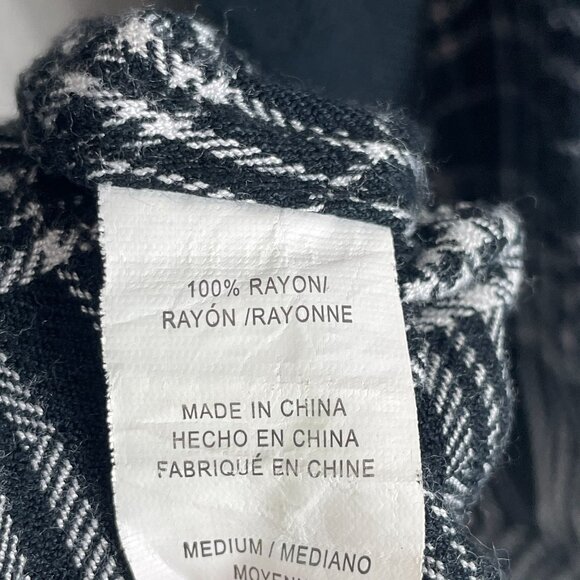 100% RAYON/
RAYÓN /RAYONNE
MADE IN CHINA
HECHO EN CHINA
FABRIQUÉ EN CHINE
MEDIUM / MEDIANO